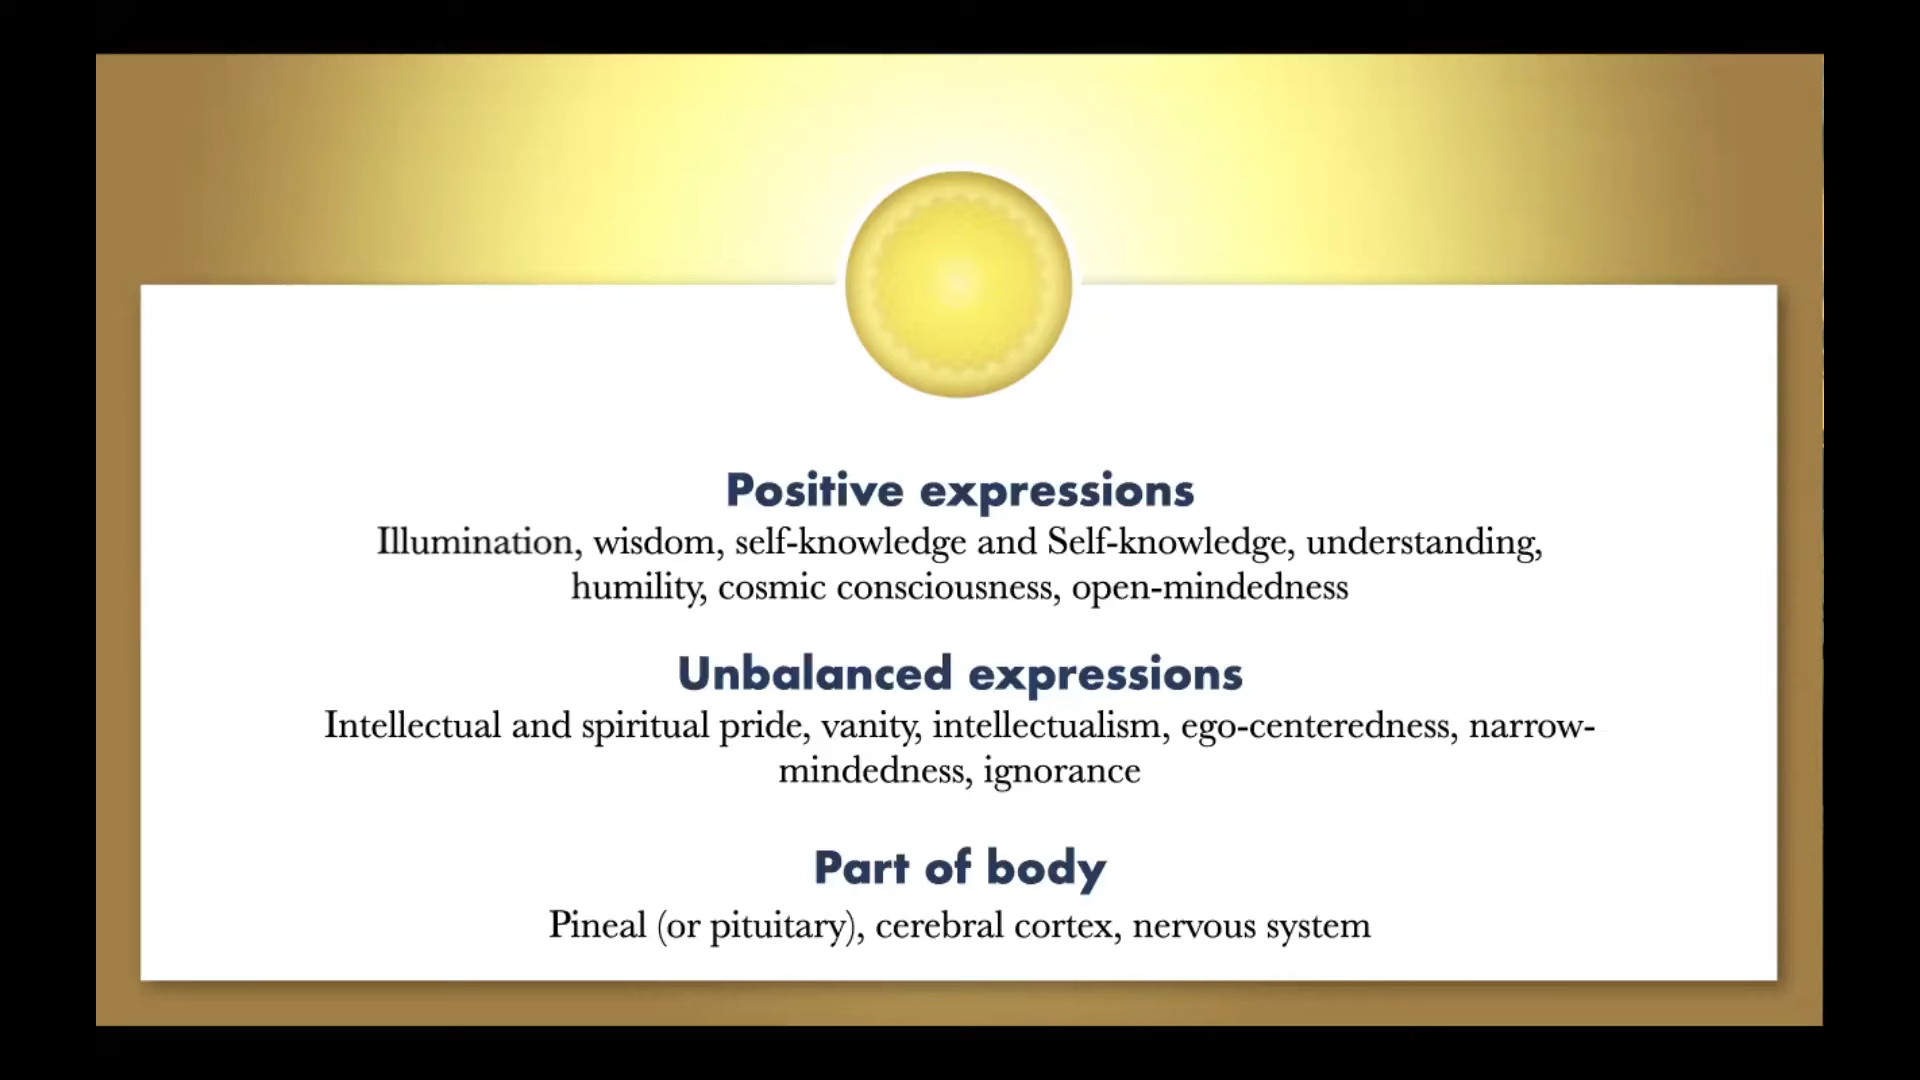 Positive expressions
Illumination, wisdom, self-knowledge and Self-knowledge, understanding,
humility, cosmic consciousness, open-mindedness
Unbalanced expressions
Intellectual and spiritual pride, vanity, intellectualism, ego-centeredness, narrow-
mindedness, ignorance
Part of body
Pineal (or pituitary), cerebral cortex, nervous system